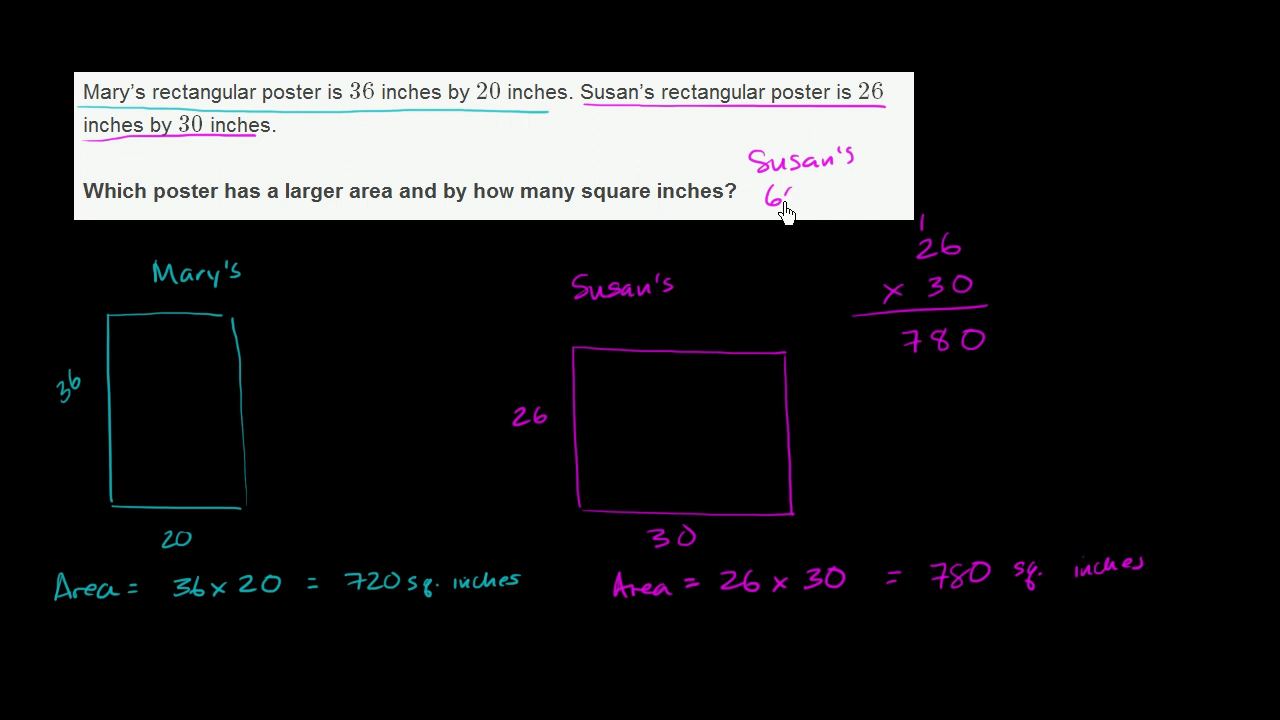 Mary's rectangular poster is 36 inches by 20 inches. Susan's rectangular poster is 26
inches by 30 inches.
Susan's
Which poster has a larger area and by how many square inches?
6
Mary's
Susan's
1
26
x 30
780
36
26
20
30
Area = 36 x 20 = 720 sq. inches
Area = 26 x 30 = 780 sq. inches